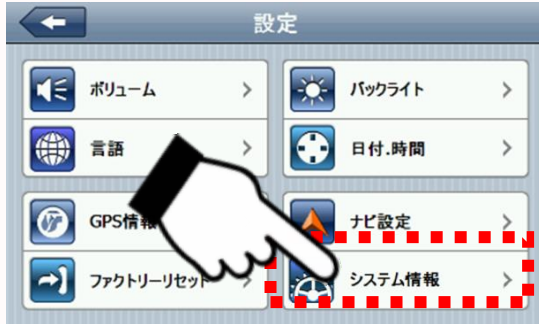 設定
ボリューム
バックライト
言語
日付.時間
GPS情報
ナビ設定
ファクトリーリセット
システム情報